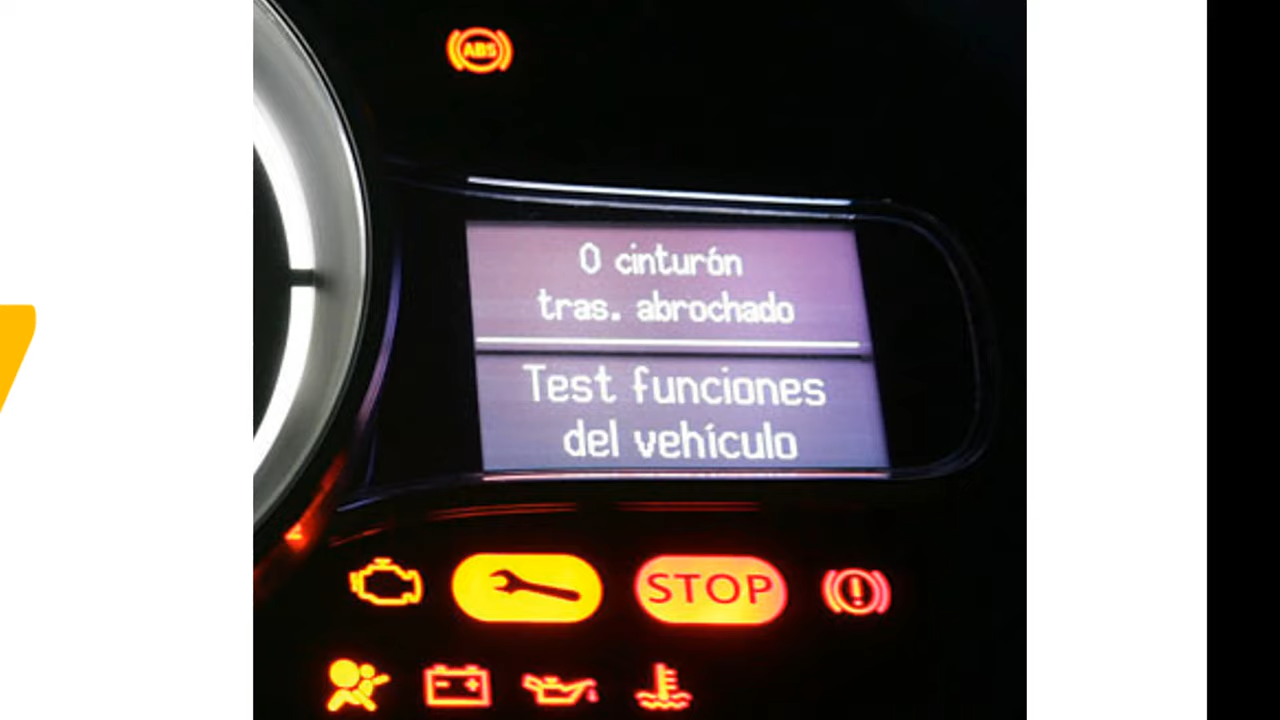 ABS
0 cinturón
tras. abrochado
Test funciones
del vehículo
STOP